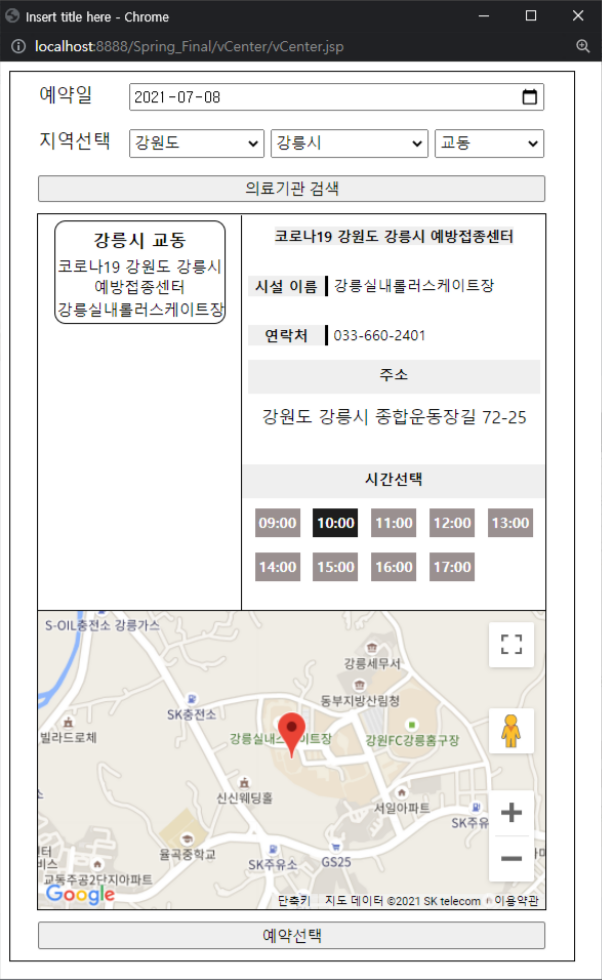 Insert title here - Chrome
localhost:8888/Spring_Final/vCenter/vCenter.jsp
예약일
2021-07-08
지역선택
강원도
강릉시
교동
의료기관 검색
강릉시 교동
코로나19 강원도 강릉시
예방접종센터
강릉실내롤러스케이트장
코로나19 강원도 강릉시 예방접종센터
시설 이름
강릉실내롤러스케이트장
연락처
033-660-2401
주소
강원도 강릉시 종합운동장길 72-25
시간선택
09:00 10:00 11:00 12:00 13:00
14:00 15:00 16:00 17:00
S-OIL충전소 강릉가스
강릉세무서
동부지방산림청
SK충전소
빌라드로체
강릉실내스 이트장
강원FC강릉홈구장
신신웨딩홀
서일아파트
SK주유
율곡중학교
SK주유소
GS25
터
비스
교동주공2단지아파트
Google
단축키
지도 데이터 ©2021 SK telecom
이용약관
예약선택